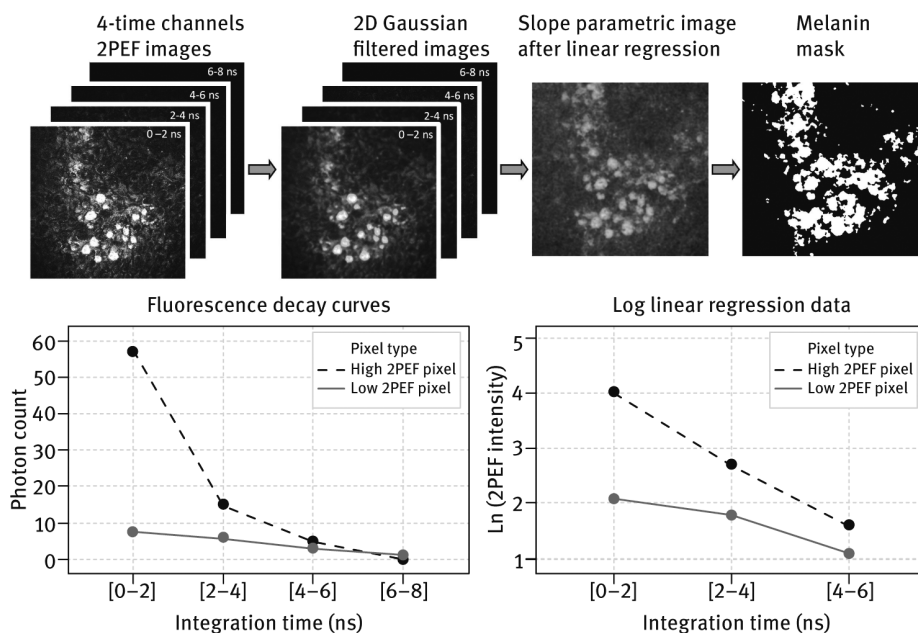 4-time channels
2PEF images
2D Gaussian
filtered images
Slope parametric image
after linear regression
Melanin
mask
6-8 ns
4-6 ns
2-4 ns
0-2 ns
6-8 ns
4-6 ns
2-4 ns
0-2 ns
Fluorescence decay curves
Photon count
60
50
40
30
20
10
0
Pixel type
High 2PEF pixel
Low 2PEF pixel
[0-2]
[2-4]
[4-6]
[6-8]
Integration time (ns)
Log linear regression data
Ln (2PEF intensity)
5
4
3
2
1
Pixel type
High 2PEF pixel
Low 2PEF pixel
[0-2]
[2-4]
[4-6]
Integration time (ns)